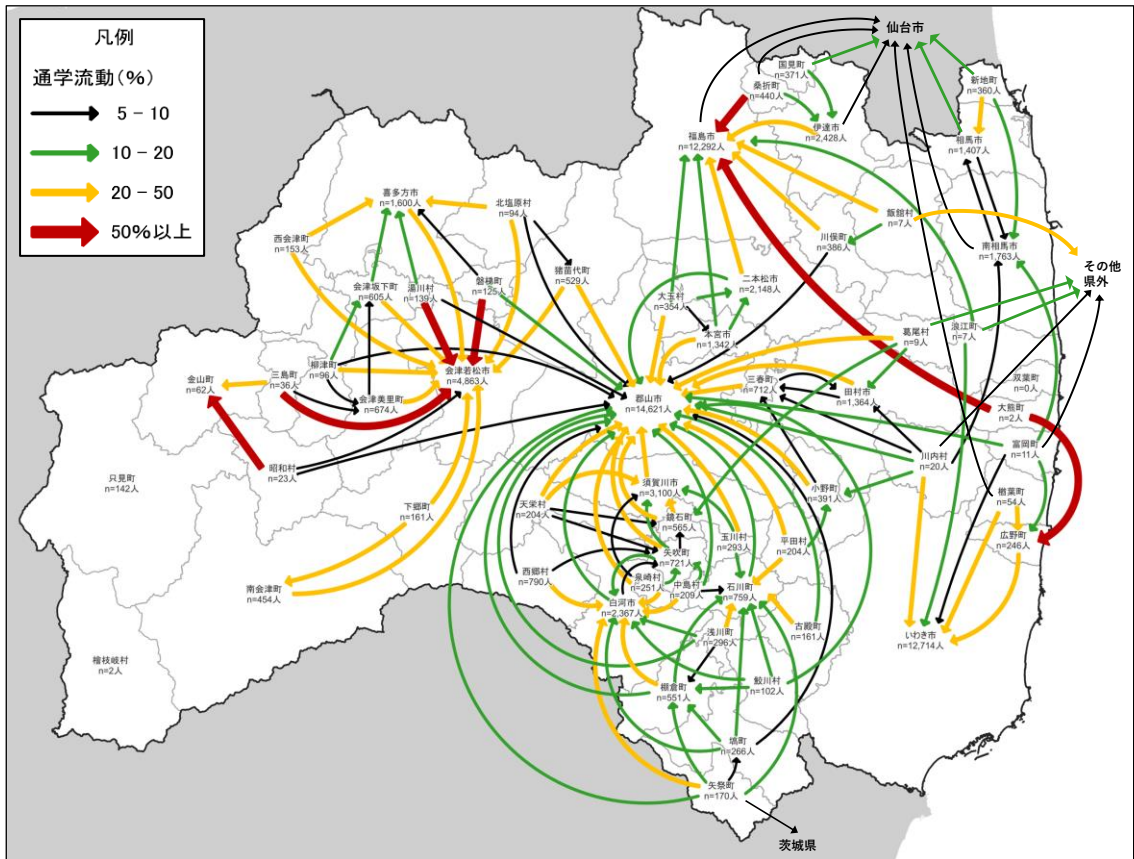 凡例
通学流動(%)
5 - 10
10 - 20
20 - 50
50%以上
仙台市
国見町
n=371人
桑折町
n=440人
新地町
n=360人
伊達市
n=2,428人
福島市
n=12,292人
相馬市
n=1,407人
喜多方市
n=1,600人
北塩原村
n=94人
飯舘村
n=7人
西会津町
n=153人
川俣町
n=386人
南相馬市
n=1,763人
その他
県外
猪苗代町
n=529人
会津坂下町
n=605人
湯川村
n=139人
磐梯町
n=125人
二本松市
n=2,148人
大玉村
n=354人
本宮市
n=1,342人
葛尾村
n=9人
浪江町
n=7人
柳津町
n=96人
三島町
n=36人
金山町
n=62人
会津若松市
n=4,863人
会津美里町
n=674人
三春町
n=712人
田村市
n=1,364人
双葉町
n=0人
郡山市
n=14,621人
大熊町
n=2人
富岡町
n=11人
川内村
n=20人
昭和村
n=23人
只見町
n=142人
須賀川市
n=3,100人
小野町
n=391人
楢葉町
n=54人
天栄村
n=204人
下郷町
n=161人
鏡石町
n=565人
広野町
n=246人
玉川村
n=293人
平田村
n=204人
矢吹町
n=721人
西郷村
n=790人
泉崎村
n=251人
中島村
n=209人
石川町
n=759人
南会津町
n=454人
白河市
n=2,367人
古殿町
n=161人
いわき市
n=12,714人
浅川町
n=296人
檜枝岐村
n=2人
棚倉町
n=551人
鮫川村
n=102人
塙町
n=266人
矢祭町
n=170人
茨城県